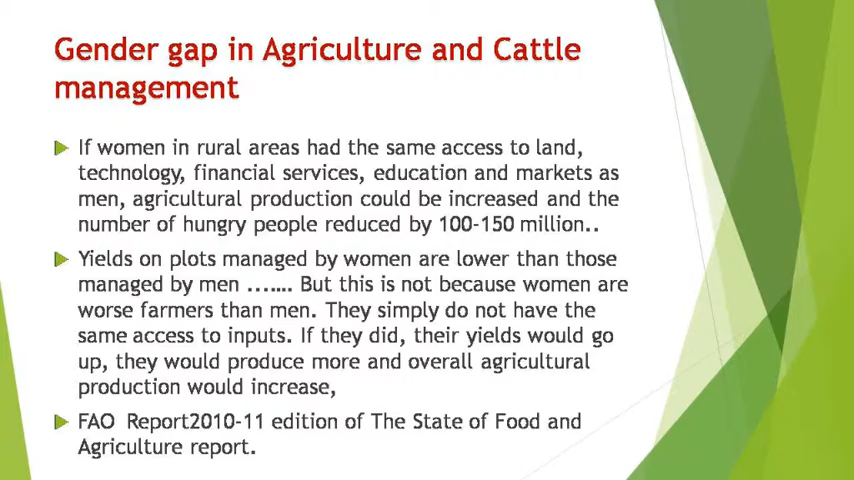 Gender gap in Agriculture and Cattle
management
If women in rural areas had the same access to land,
technology, financial services, education and markets as
men, agricultural production could be increased and the
number of hungry people reduced by 100-150 million..
Yields on plots managed by women are lower than those
managed by men ....... But this is not because women are
worse farmers than men. They simply do not have the
same access to inputs. If they did, their yields would go
up, they would produce more and overall agricultural
production would increase,
FAO Report2010-11 edition of The State of Food and
Agriculture report.